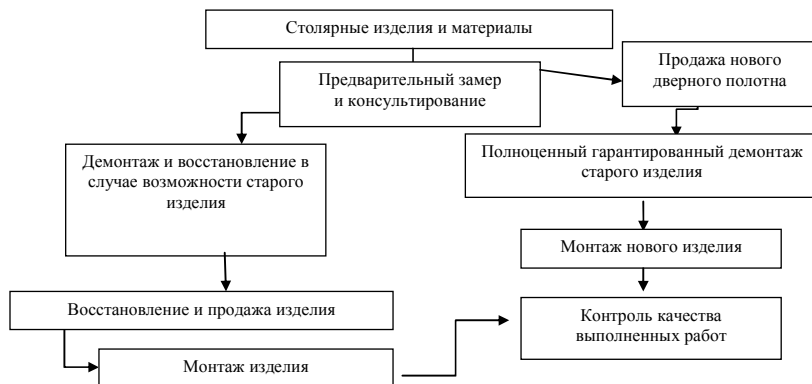 Столярные изделия и материалы
Предварительный замер
и консультирование
Продажа нового
дверного полотна
Демонтаж и восстановление в
случае возможности старого
изделия
Полноценный гарантированный демонтаж
старого изделия
Монтаж нового изделия
Восстановление и продажа изделия
Контроль качества
выполненных работ
Монтаж изделия